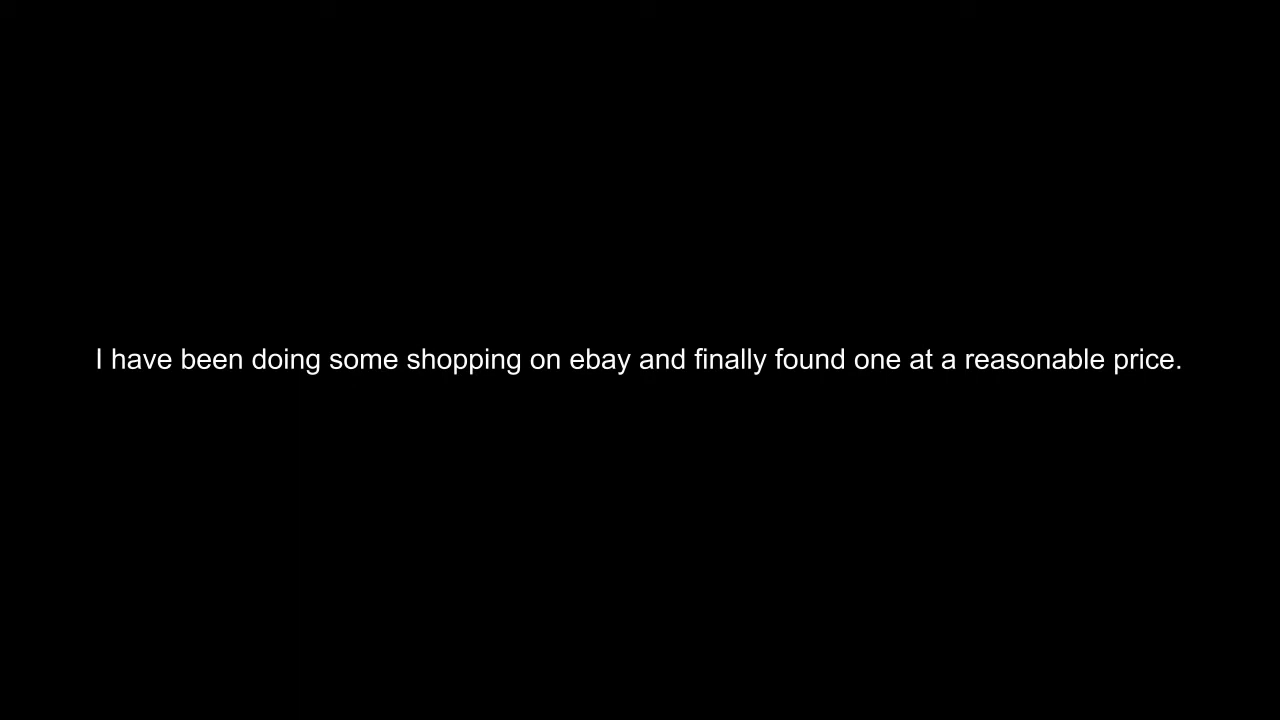 I have been doing some shopping on ebay and finally found one at a reasonable price.